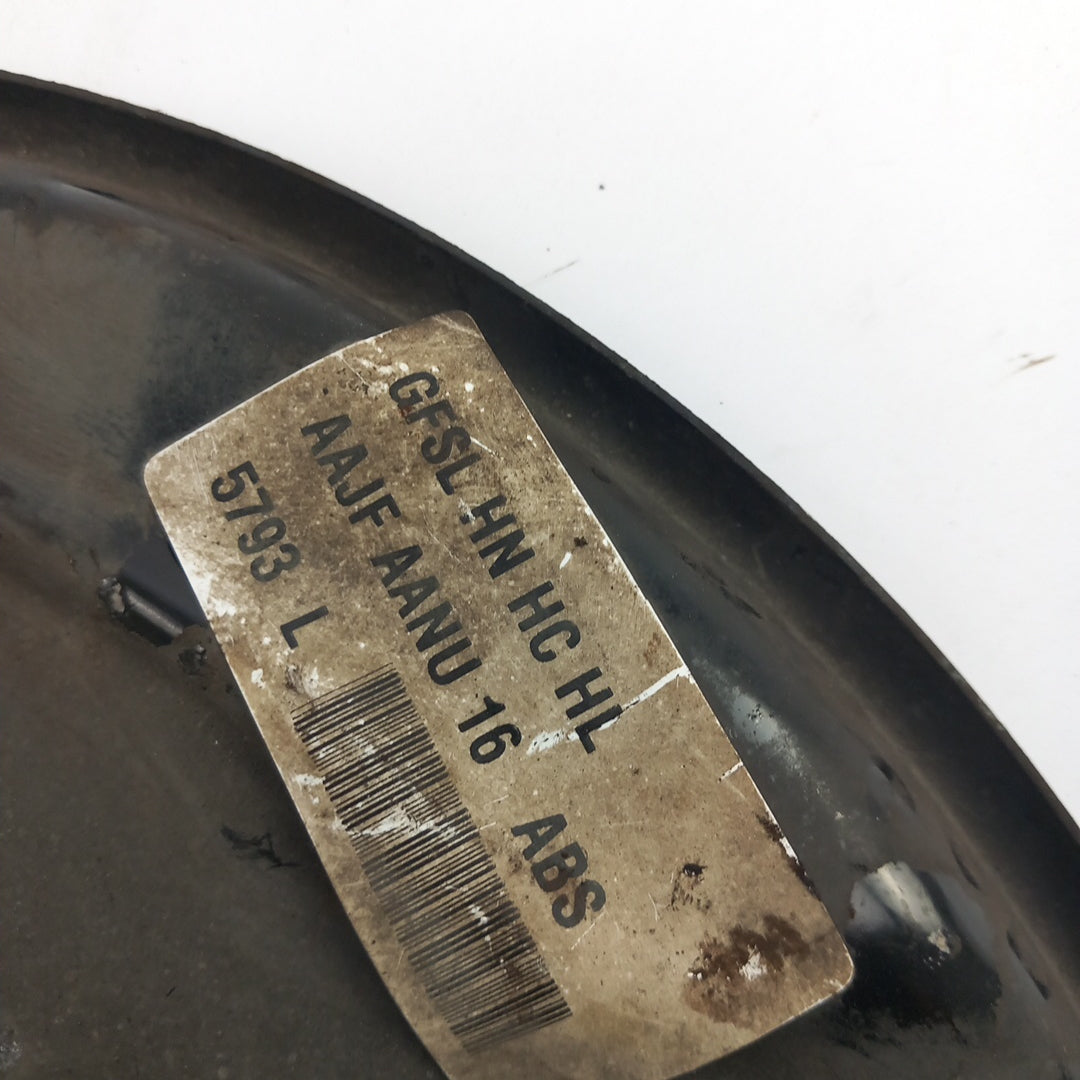 GFSL HN HC HL
AAJF AANU 16 ABS
5793 L